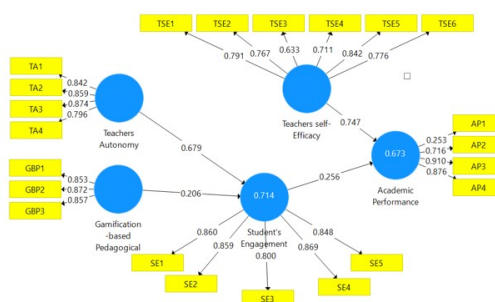 TSE1 TSE2 TSE3 TSE4 TSE5 TSE6
0.791 0.767 0.633 0.711 0.842 0.776
Teachers self-
Efficacy
TA1
TA2
TA3
TA4
0.842
0.859
0.874
0.796
Teachers
Autonomy
0.679
0.747
GBP1
GBP2
GBP3
0.853
0.872
0.857
Gamification
-based
Pedagogical
0.206
0.714
Student's
Engagement
0.256
0.673
Academic
Performance
0.253
0.716
0.910
0.876
AP1
AP2
AP3
AP4
0.860
0.859
0.800
0.869
0.848
SE1
SE2
SE3
SE4
SE5